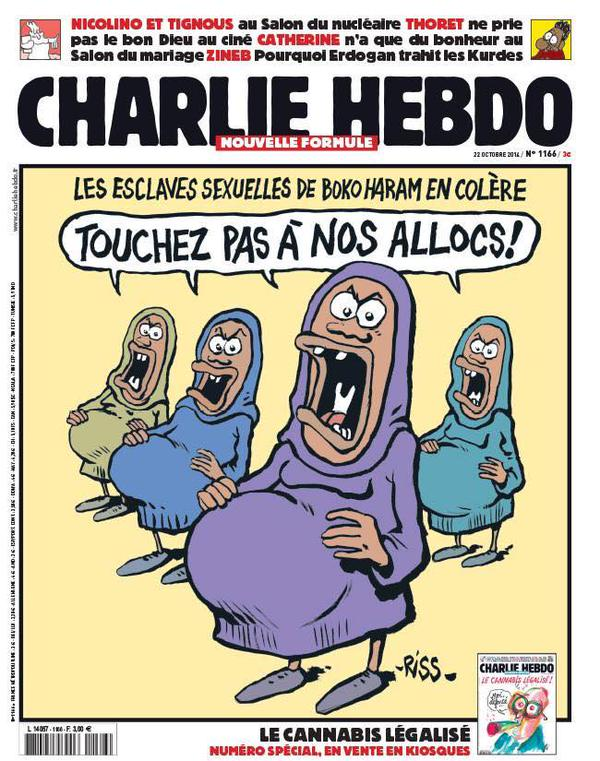 NICOLINO ET TIGNOUS au Salon du nucléaire THORET ne prie
pas le bon Dieu au ciné CATHERINE n'a que du bonheur au
Salon du mariage ZINEB Pourquoi Erdogan trahit les Kurdes
CHARLIE HEBDO
NOUVELLE FORMULE
22 OCTOBRE 2014 / N° 1166 / 3€
www.charliehebdo.fr
LES ESCLAVES SEXUELLES DE BOKO HARAM EN COLÈRE
TOUCHEZ PAS À NOS ALLOCS!
-RISS-
CHARLIE HEBDO
LE CANNABIS LÉGALISÉ !
LE CANNABIS LÉGALISÉ
NUMÉRO SPÉCIAL, EN VENTE EN KIOSQUES
L 14057 - 1166 - F: 3,00 €